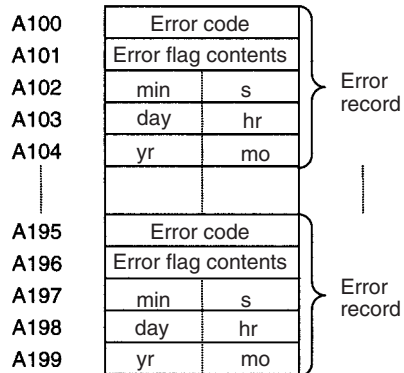 A100 Error code
A101 Error flag contents
A102 min s
A103 day hr
A104 yr mo
Error record
A195 Error code
A196 Error flag contents
A197 min s
A198 day hr
A199 yr mo
Error record